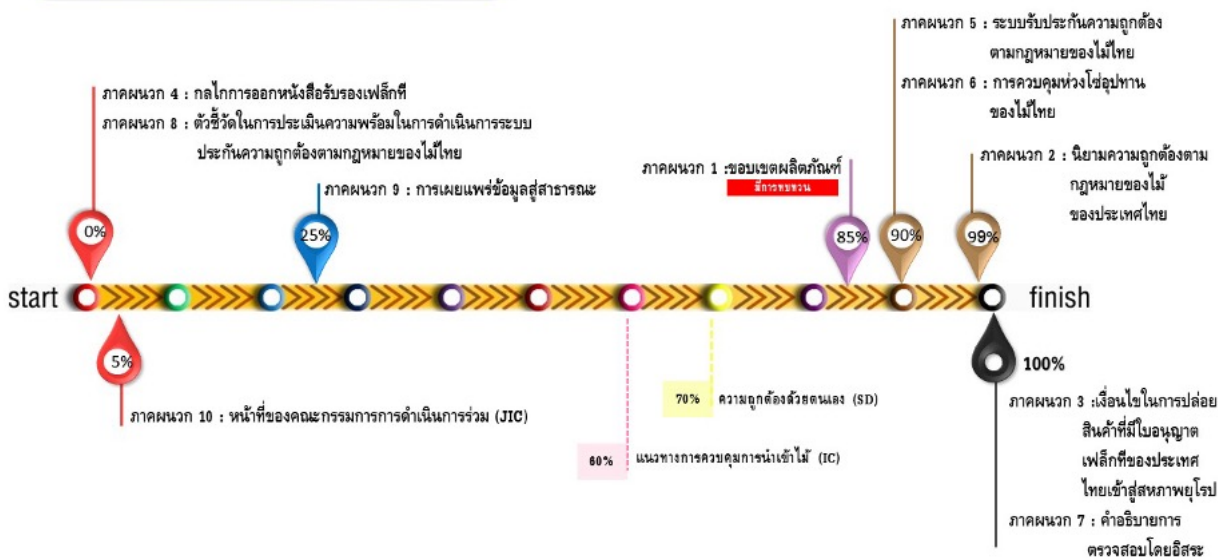 ภาคผนวก 5 : ระบบรับประกันความถูกต้อง
ตามกฎหมายของไม้ไทย
ภาคผนวก 6 : การควบคุมห่วงโซ่อุปทาน
ของไม้ไทย
ภาคผนวก 4 : กลไกการออกหนังสือรับรองเฟล็กที
ภาคผนวก 8 : ตัวชี้วัดในการประเมินความพร้อมในการดำเนินการระบบ
ประกันความถูกต้องตามกฎหมายของไม้ไทย
ภาคผนวก 9 : การเผยแพร่ข้อมูลสู่สาธารณะ
ภาคผนวก 1 :ขอบเขตผลิตภัณฑ์
มีการทบทวน
ภาคผนวก 2 : นิยามความถูกต้องตาม
กฎหมายของไม้
ของประเทศไทย
0%
25%
85%
90%
99%
start
finish
5%
100%
ภาคผนวก 10 : หน้าที่ของคณะกรรมการการดำเนินการร่วม (JIC)
70% ความถูกต้องด้วยตนเอง (SD)
60% แนวทางการควบคุมการนำเข้าไม้ (IC)
ภาคผนวก 3 :เงื่อนไขในการปล่อย
สินค้าที่มีใบอนุญาต
เฟล็กทีของประเทศ
ไทยเข้าสู่สหภาพยุโรป
ภาคผนวก 7 : คำอธิบายการ
ตรวจสอบโดยอิสระ